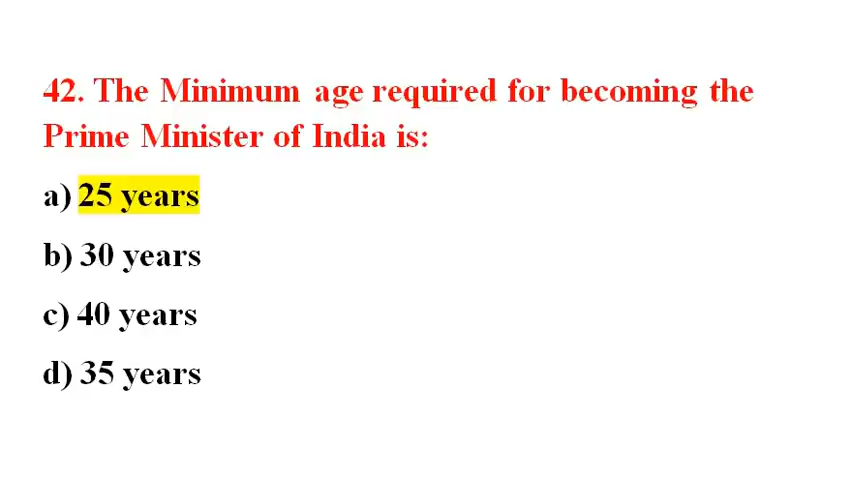 42. The Minimum age required for becoming the
Prime Minister of India is:
a) 25 years
b) 30 years
c) 40 years
d) 35 years